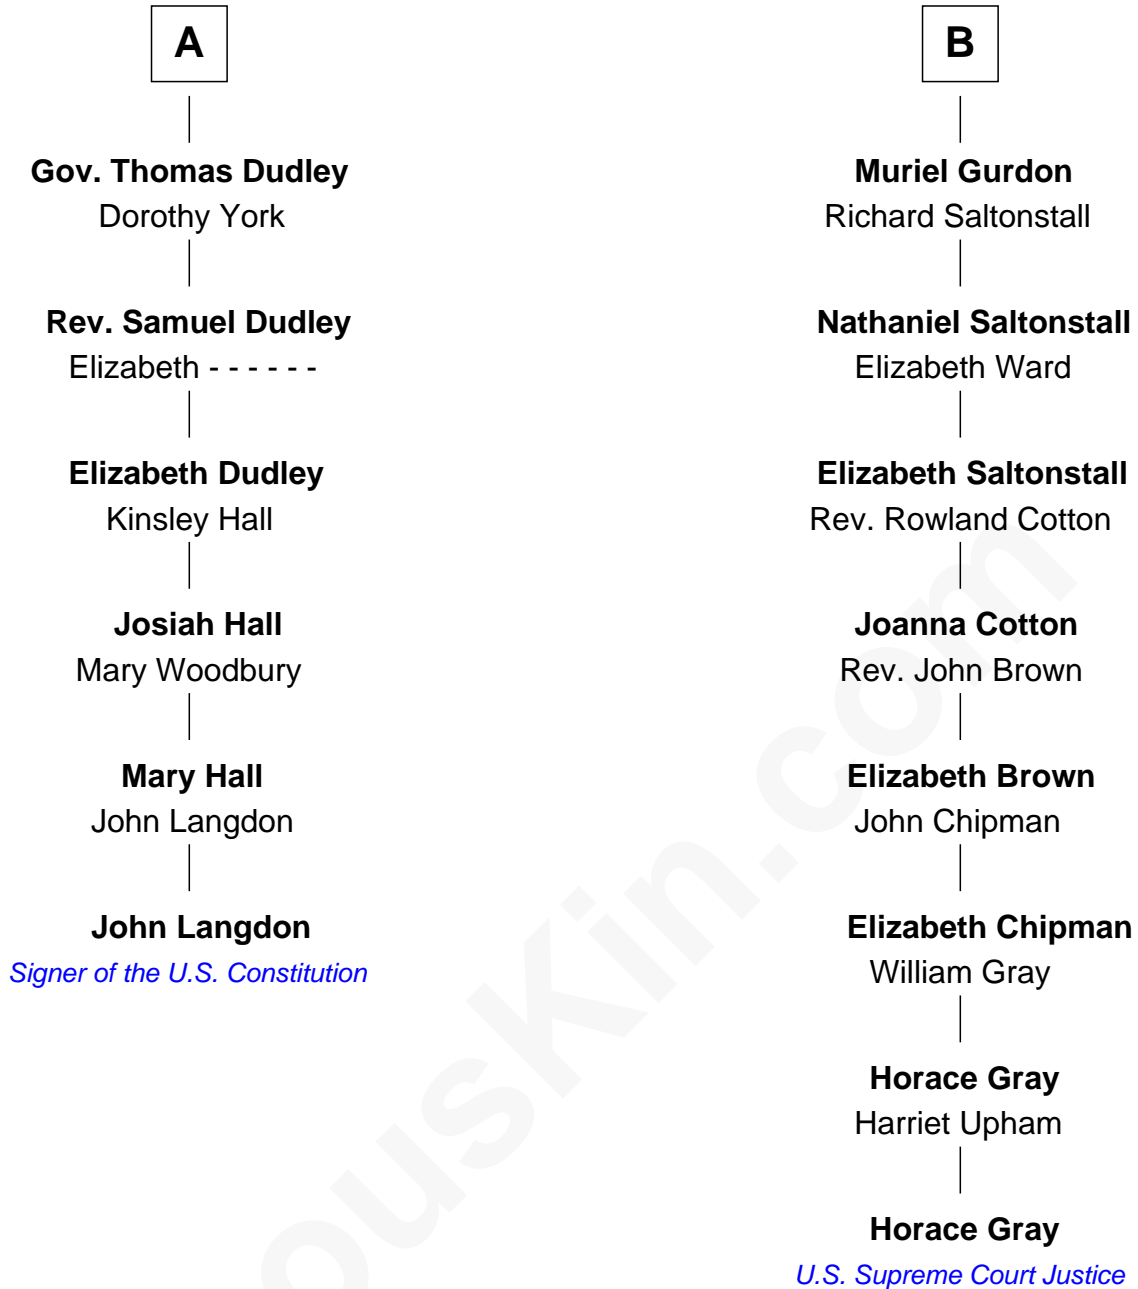 A
Gov. Thomas Dudley
Dorothy York
Rev. Samuel Dudley
Elizabeth - - - - - -
Elizabeth Dudley
Kinsley Hall
Josiah Hall
Mary Woodbury
Mary Hall
John Langdon
John Langdon
Signer of the U.S. Constitution
B
Muriel Gurdon
Richard Saltonstall
Nathaniel Saltonstall
Elizabeth Ward
Elizabeth Saltonstall
Rev. Rowland Cotton
Joanna Cotton
Rev. John Brown
Elizabeth Brown
John Chipman
Elizabeth Chipman
William Gray
Horace Gray
Harriet Upham
Horace Gray
U.S. Supreme Court Justice
ousKin.com